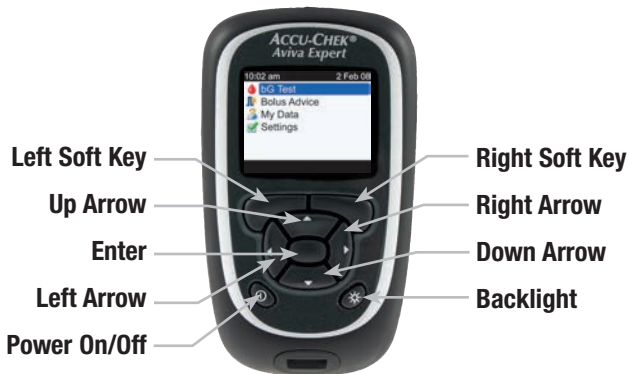 ACCU-CHEK®
Aviva Expert
10:02 am 2 Feb 08
bG Test
Bolus Advice
My Data
Settings
Left Soft Key
Right Soft Key
Up Arrow
Right Arrow
Enter
Down Arrow
Left Arrow
Backlight
Power On/Off